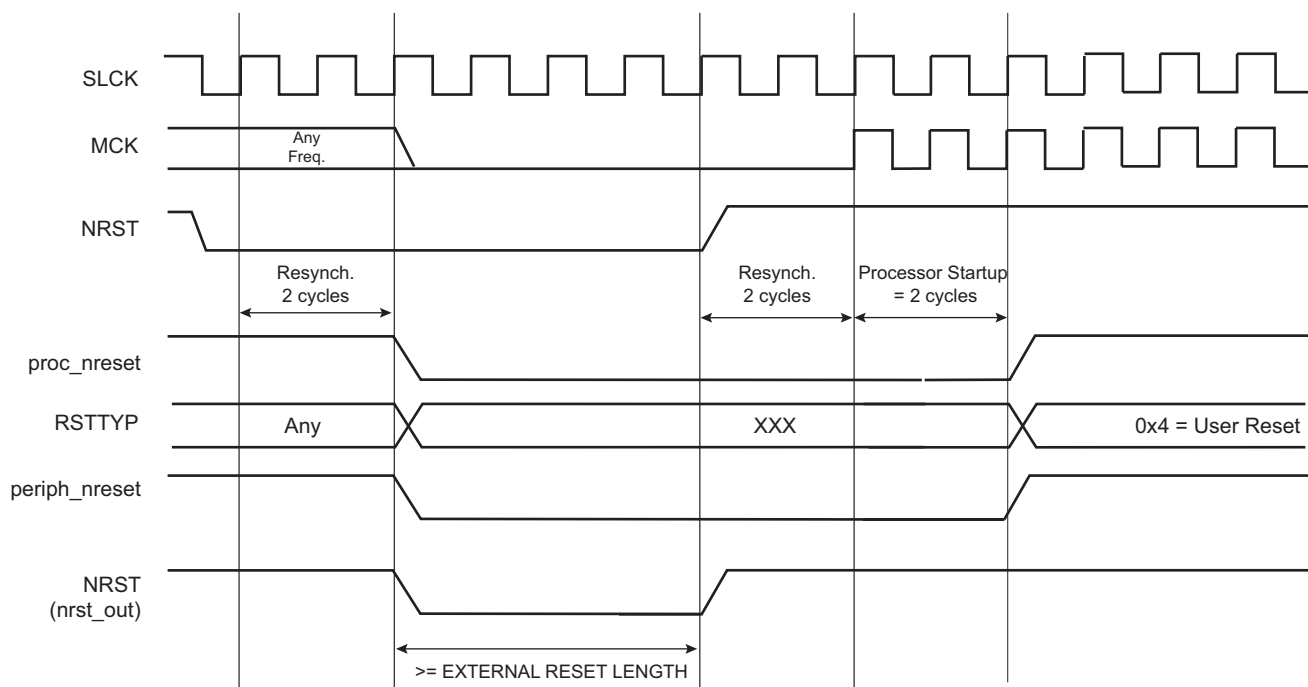 SLCK
MCK
Any
Freq.
NRST
Resynch.
2 cycles
Resynch.
2 cycles
Processor Startup
= 2 cycles
proc_nreset
RSTTYP
Any
XXX
0x4 = User Reset
periph_nreset
NRST
(nrst_out)
>= EXTERNAL RESET LENGTH